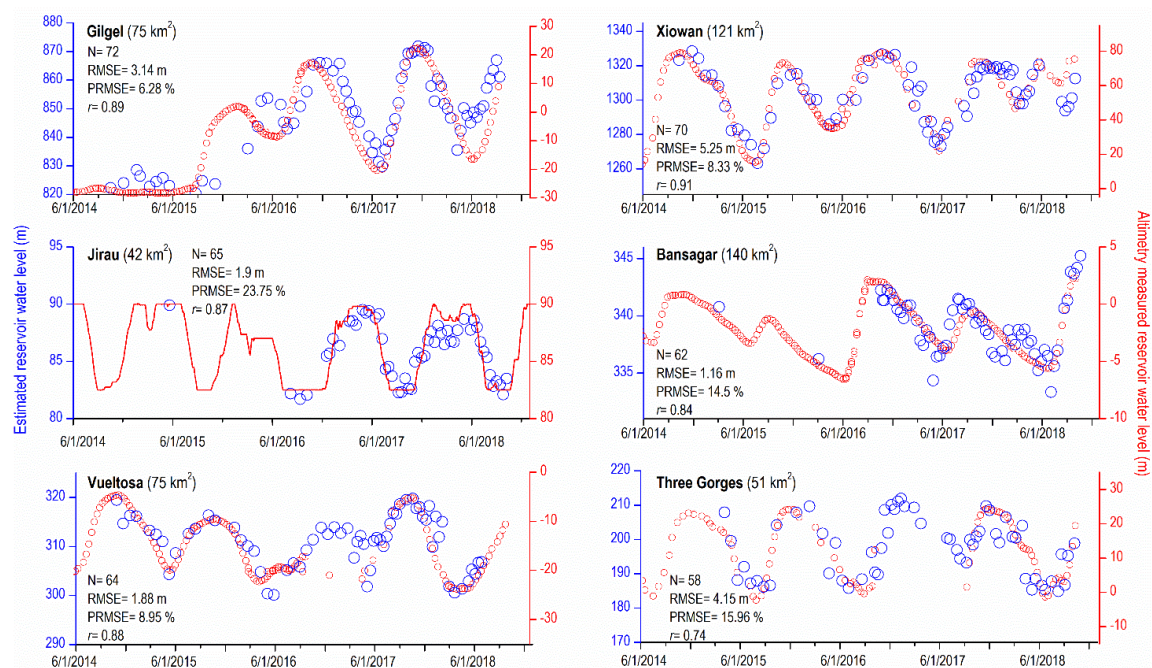 Estimated reservoir water level (m)
Altimetry measured reservoir water level (m)
Gilgel (75 km²)
N= 72
RMSE= 3.14 m
PRMSE= 6.28 %
r= 0.89
880
870
860
850
840
830
820
30
20
10
0
-10
-20
-30
6/1/2014 6/1/2015 6/1/2016 6/1/2017 6/1/2018
Xiowan (121 km²)
N= 70
RMSE= 5.25 m
PRMSE= 8.33 %
r= 0.91
1340
1320
1300
1280
1260
80
60
40
20
0
6/1/2014 6/1/2015 6/1/2016 6/1/2017 6/1/2018
Jirau (42 km²)
N= 65
RMSE= 1.9 m
PRMSE= 23.75 %
r= 0.87
95
90
85
80
95
90
85
80
6/1/2014 6/1/2015 6/1/2016 6/1/2017 6/1/2018
Bansagar (140 km²)
N= 62
RMSE= 1.16 m
PRMSE= 14.5 %
r= 0.84
345
340
335
5
0
-5
-10
6/1/2014 6/1/2015 6/1/2016 6/1/2017 6/1/2018
Vueltosa (75 km²)
N= 64
RMSE= 1.88 m
PRMSE= 8.95 %
r= 0.88
320
310
300
290
0
-10
-20
-30
6/1/2014 6/1/2015 6/1/2016 6/1/2017 6/1/2018
Three Gorges (51 km²)
N= 58
RMSE= 4.15 m
PRMSE= 15.96 %
r= 0.74
220
210
200
190
180
170
30
20
10
0
-10
6/1/2014 6/1/2015 6/1/2016 6/1/2017 6/1/2018